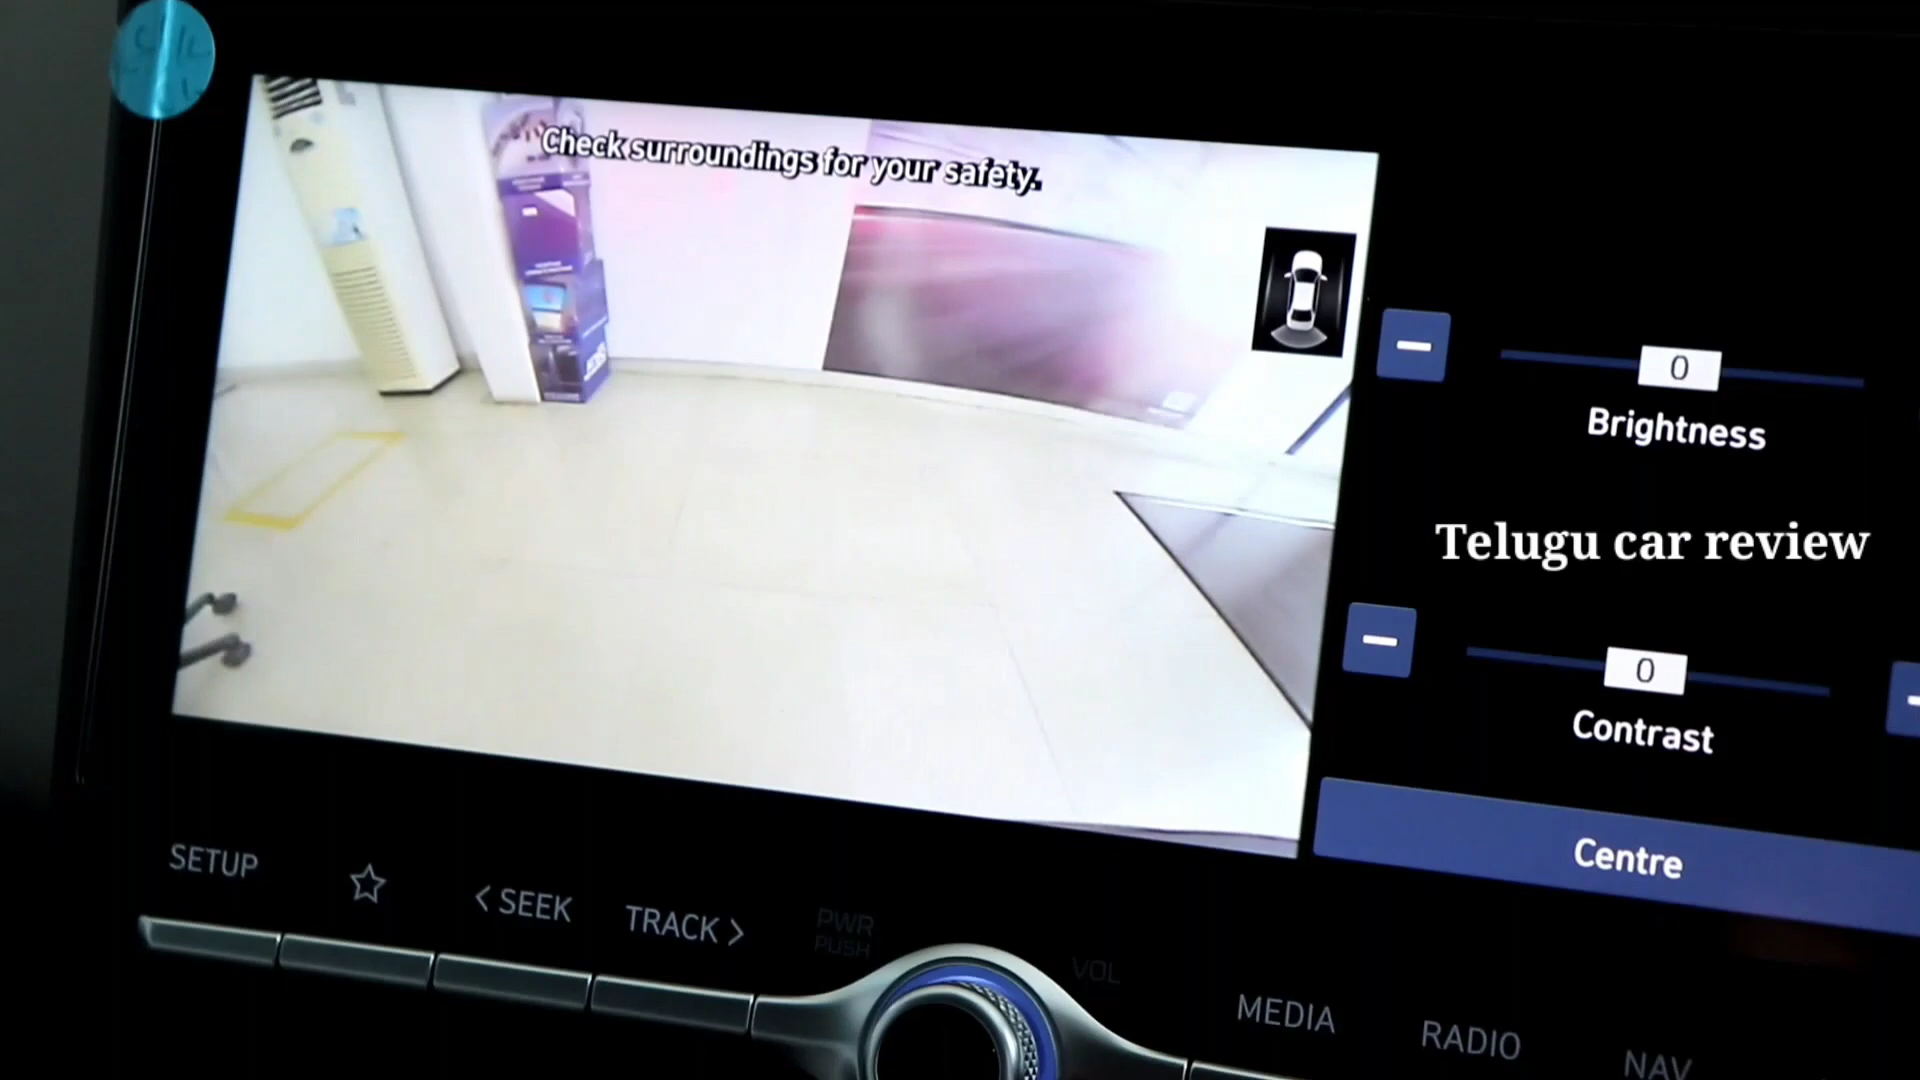 Check surroundings for your safety.
0
Brightness
Telugu car review
0
Contrast
Centre
SETUP
< SEEK
TRACK >
PWR
PUSH
VOL
MEDIA
RADIO
NAV